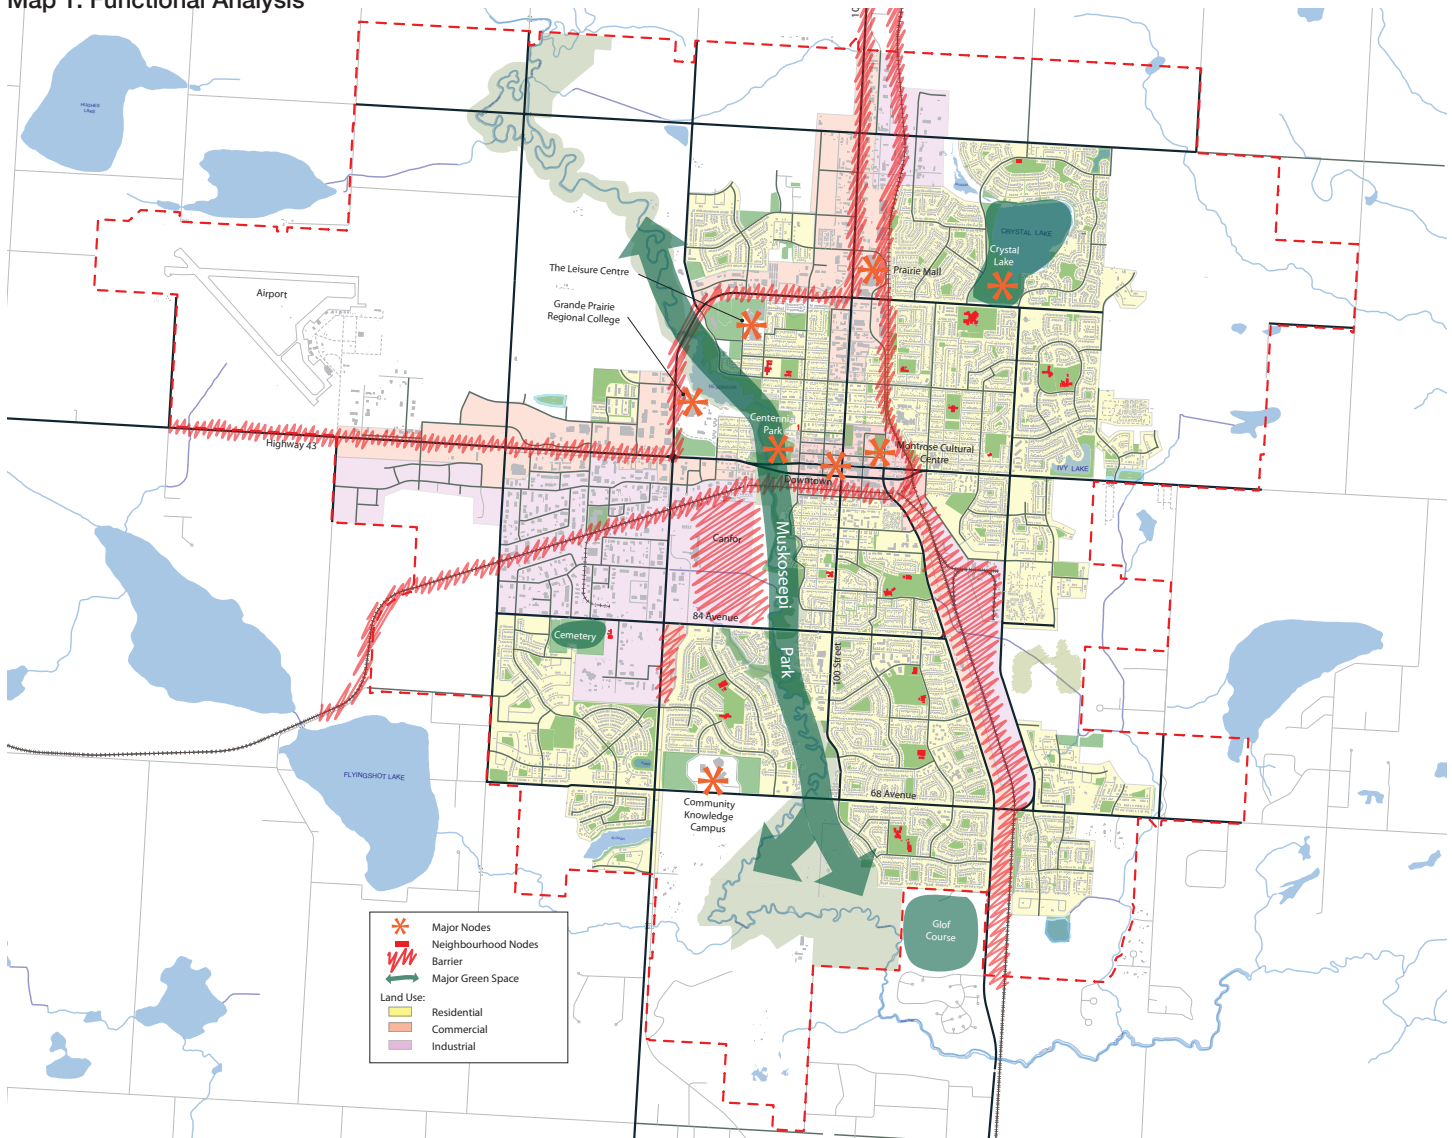 Map 1: Functional Analysis
HUGHES
LAKE
Airport
The Leisure Centre
Grande Prairie
Regional College
Prairie Mall
CRYSTAL LAKE
Crystal
Lake
Highway 43
Centennial
Park
Montrose Cultural
Centre
Downtown
IVY LAKE
Canfor
Muskoseepi
Park
84 Avenue
Cemetery
100 Street
FLYINGSHOT LAKE
68 Avenue
Community
Knowledge
Campus
Glof
Course
Major Nodes
Neighbourhood Nodes
Barrier
Major Green Space
Land Use:
Residential
Commercial
Industrial